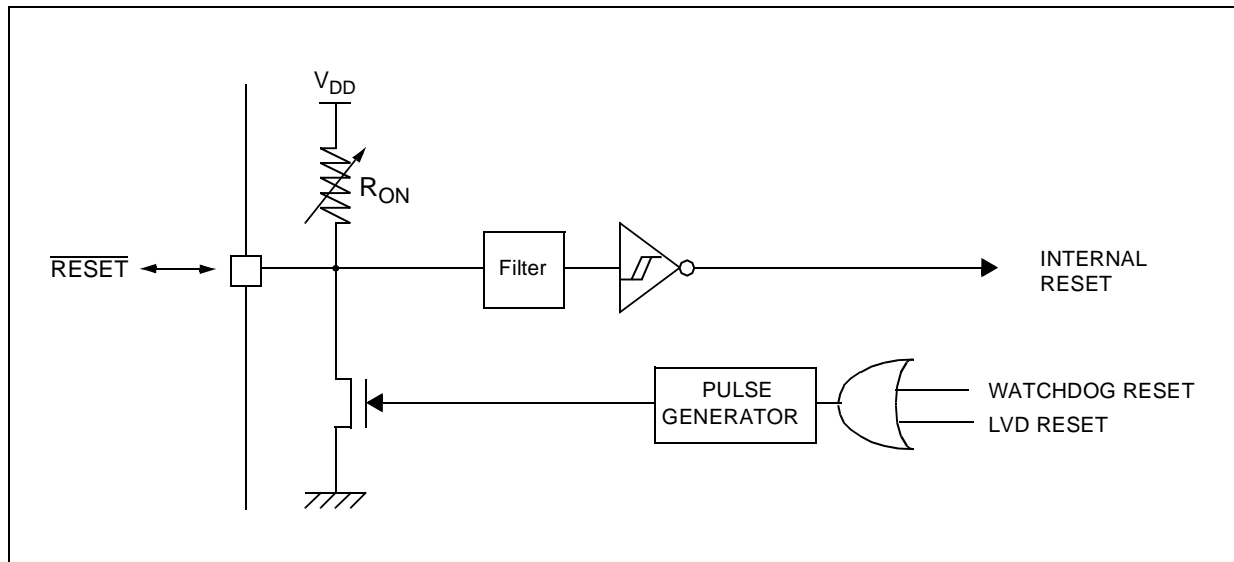 VDD
RON
RESET
Filter
INTERNAL
RESET
PULSE
GENERATOR
WATCHDOG RESET
LVD RESET